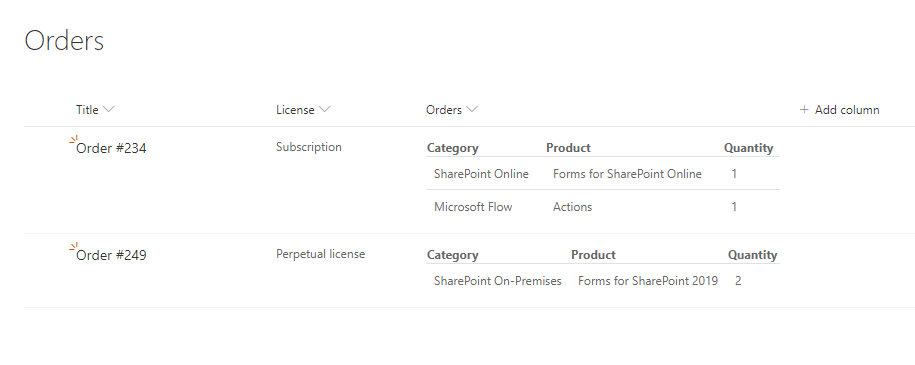 Orders
Title License Orders + Add column
Order #234 Subscription Category Product Quantity
SharePoint Online Forms for SharePoint Online 1
Microsoft Flow Actions 1
Order #249 Perpetual license Category Product Quantity
SharePoint On-Premises Forms for SharePoint 2019 2